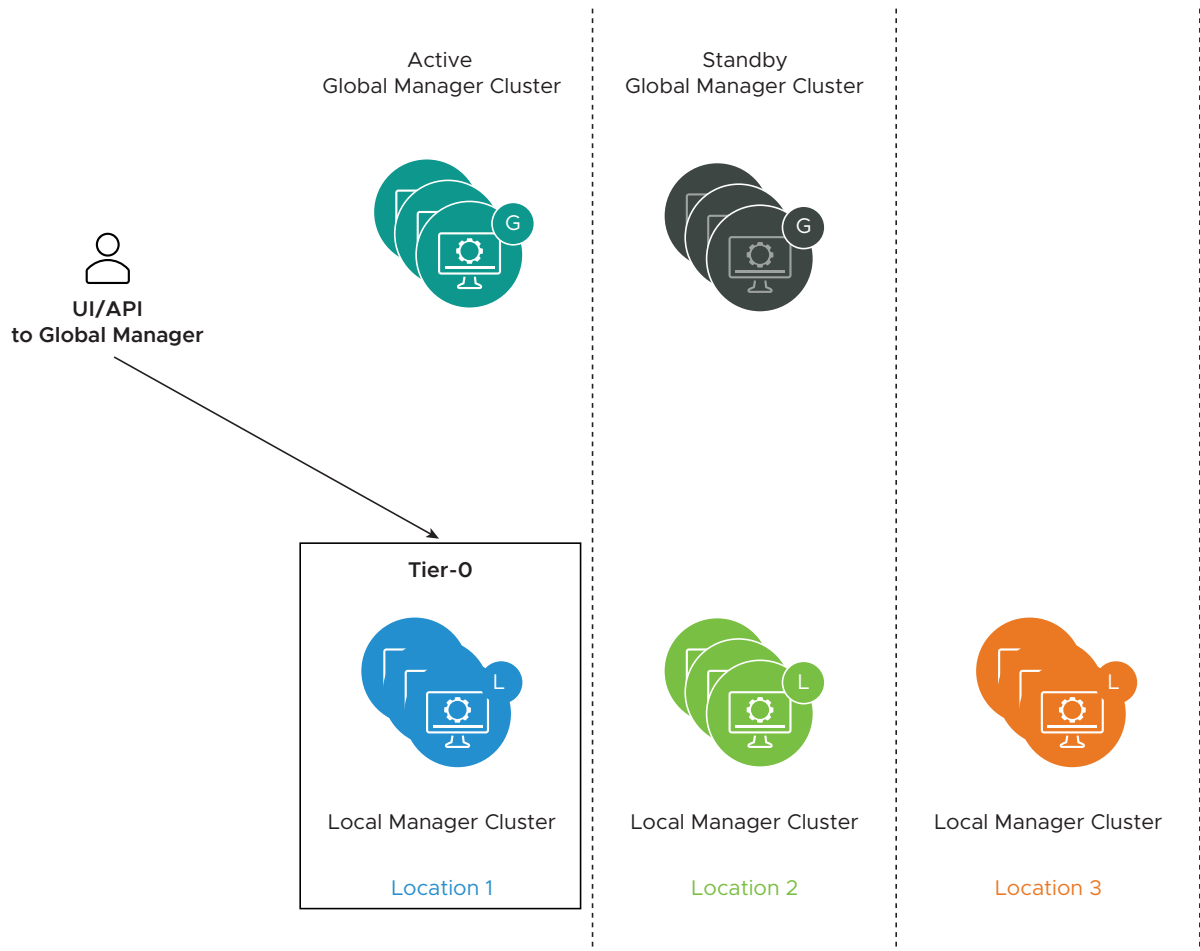 Active
Global Manager Cluster
Standby
Global Manager Cluster
G
G
UI/API
to Global Manager
Tier-0
L
L
L
Local Manager Cluster
Local Manager Cluster
Local Manager Cluster
Location 1
Location 2
Location 3